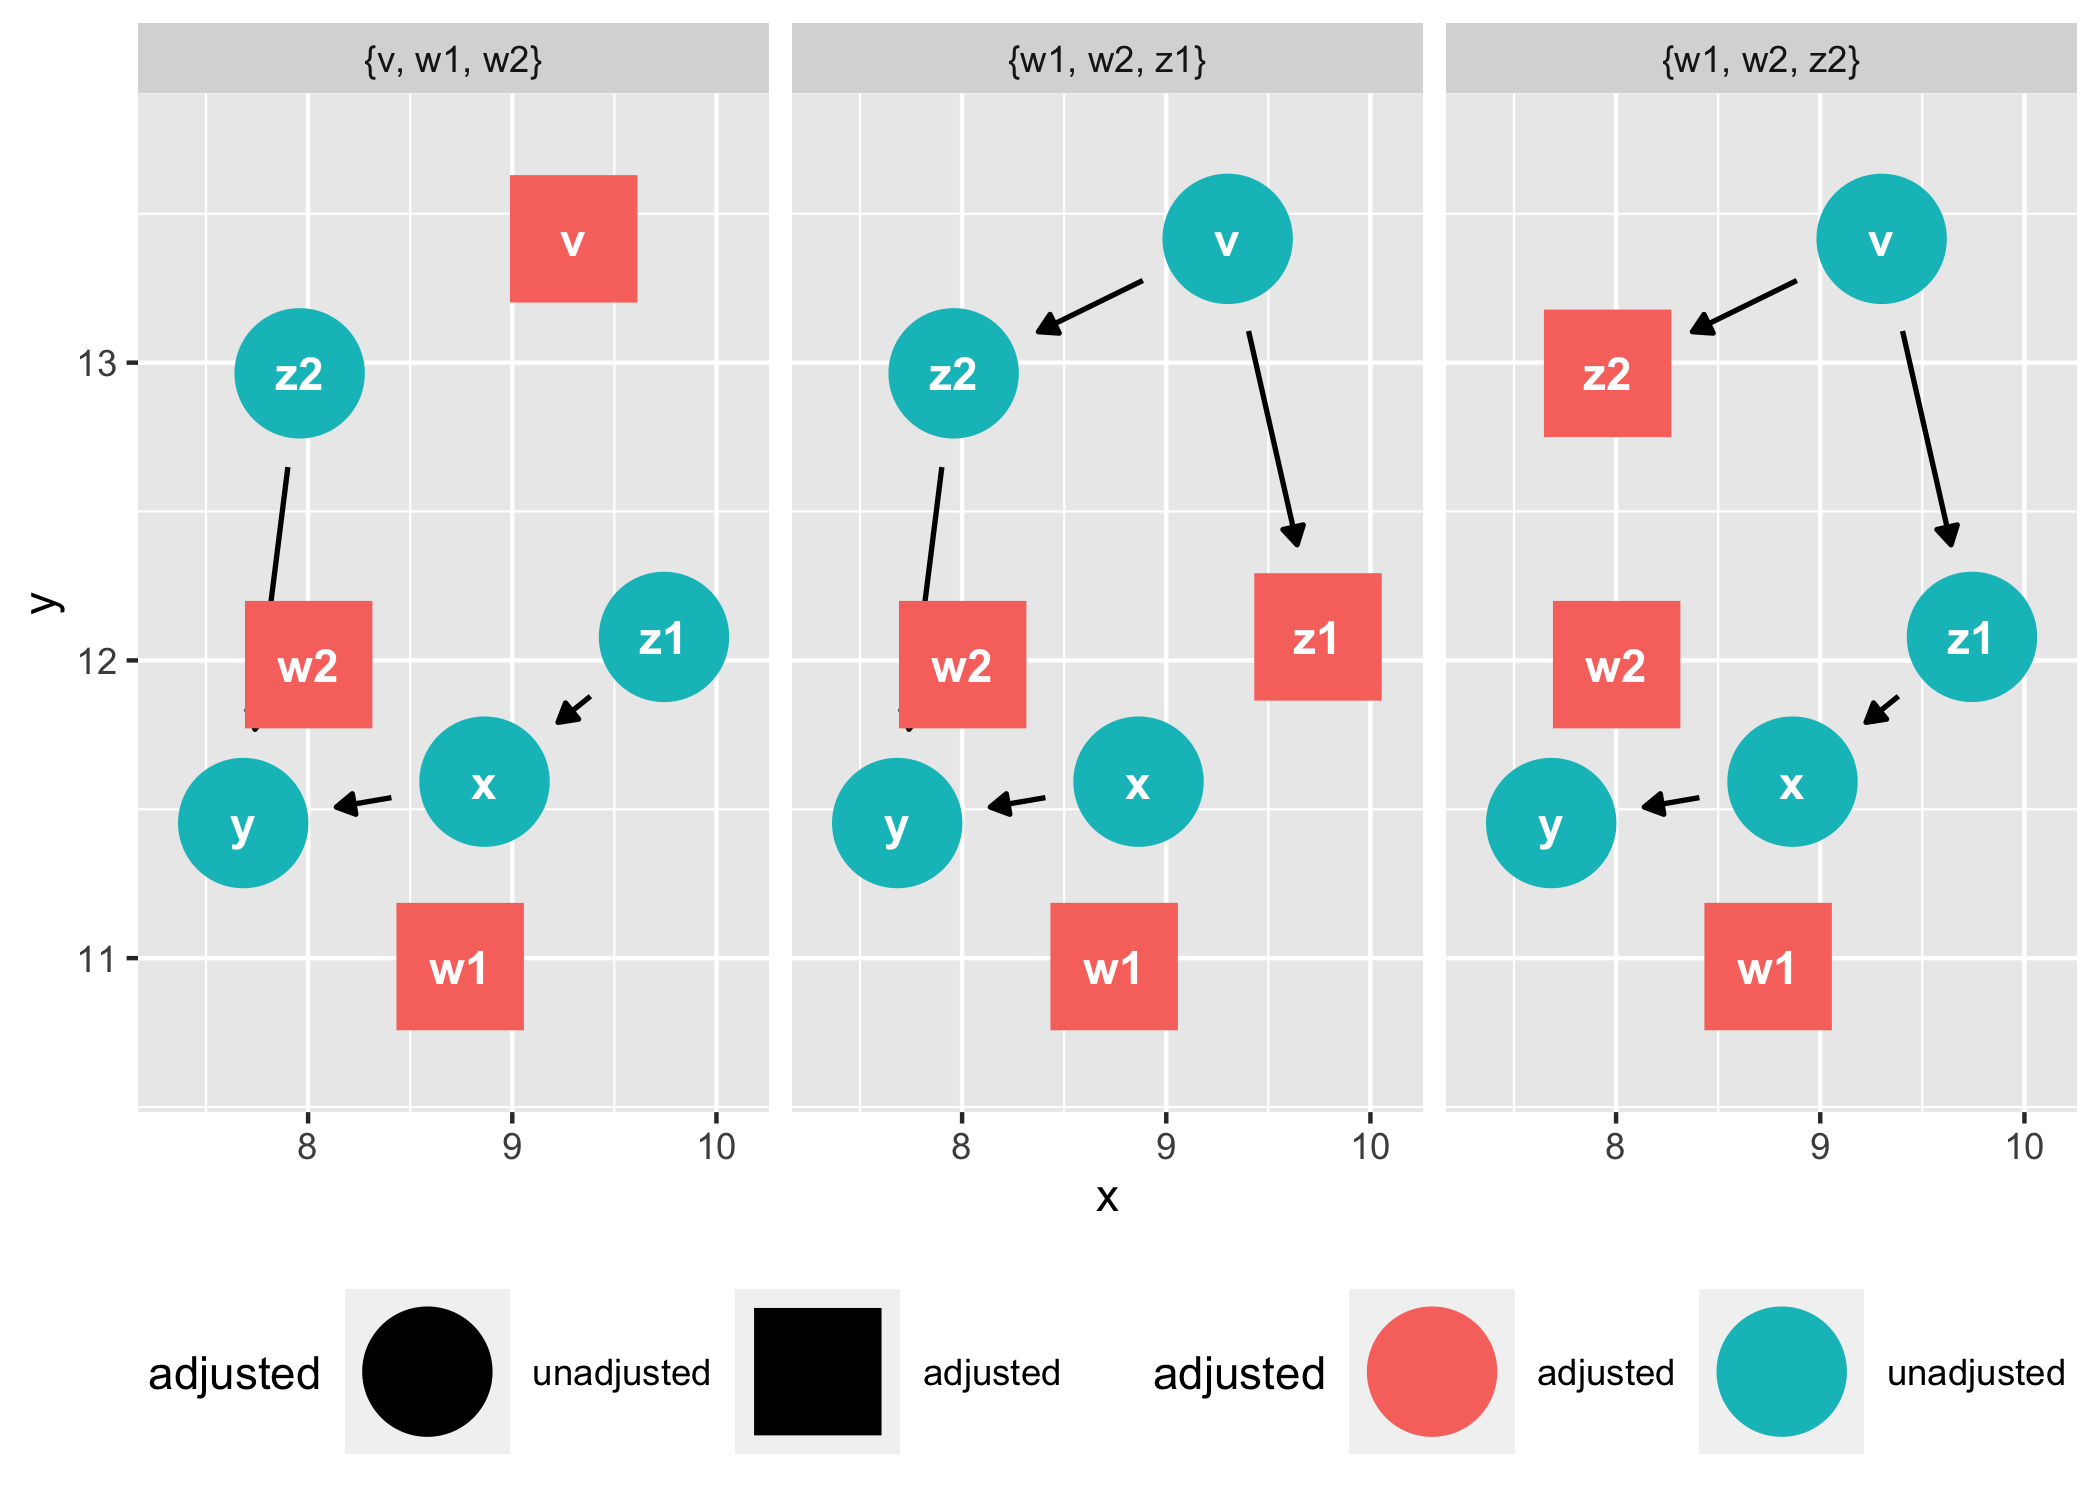 {v, w1, w2}
{w1, w2, z1}
{w1, w2, z2}
y
13
12
11
v
z2
w2
z1
x
y
w1
v
z2
w2
z1
x
y
w1
v
z2
w2
z1
x
y
w1
8 9 10
8 9 10
8 9 10
x
adjusted unadjusted adjusted
adjusted adjusted unadjusted